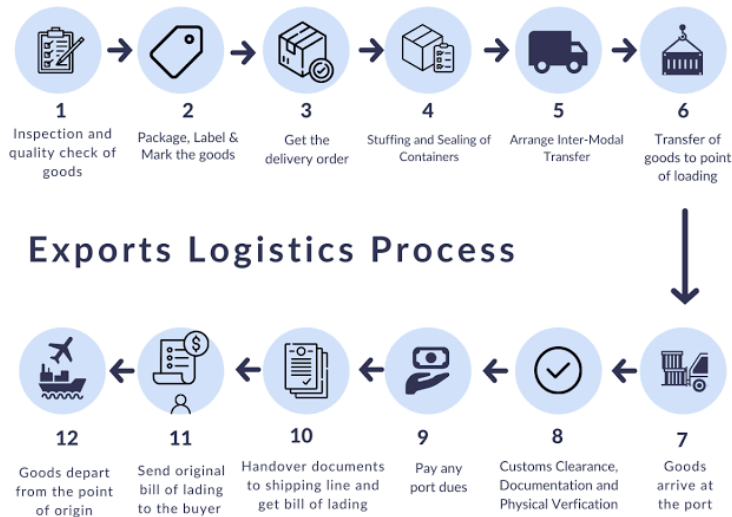 1
Inspection and
quality check of
goods
2
Package, Label &
Mark the goods
3
Get the
delivery order
4
Stuffing and Sealing of
Containers
5
Arrange Inter-Modal
Transfer
6
Transfer of
goods to point
of loading
Exports Logistics Process
7
Goods
arrive at
the port
8
Customs Clearance,
Documentation and
Physical Verfication
9
Pay any
port dues
10
Handover documents
to shipping line and
get bill of lading
11
Send original
bill of lading
to the buyer
12
Goods depart
from the point
of origin
$